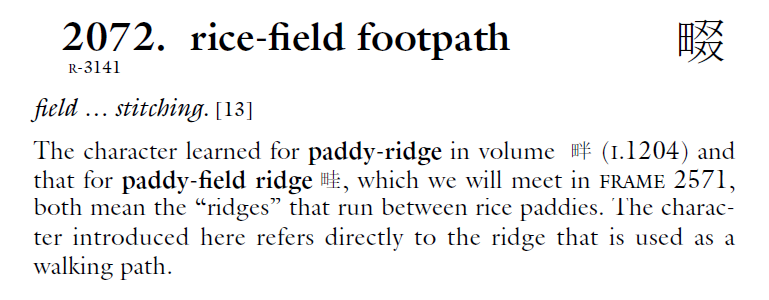 2072. rice-field footpath 畷
R-3141
field … stitching. [13]
The character learned for paddy-ridge in volume 畔 (I.1204) and
that for paddy-field ridge 畦, which we will meet in FRAME 2571,
both mean the “ridges” that run between rice paddies. The charac-
ter introduced here refers directly to the ridge that is used as a
walking path.